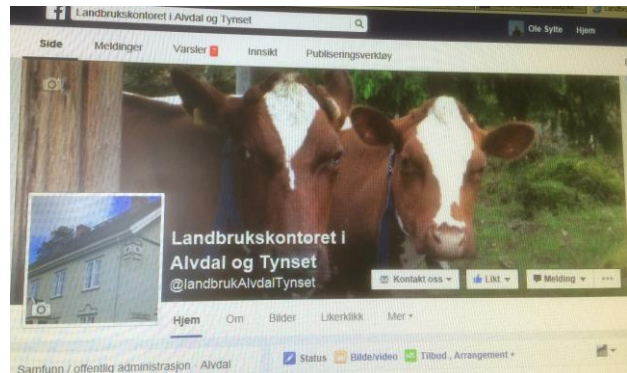 Landbrukskontoret i Alvdal og Tynset
Ole Sylte Hjem
Side Meldinger Varsler Innsikt Publiseringsverktøy
Landbrukskontoret i
Alvdal og Tynset
@landbrukAlvdalTynset
Kontakt oss Likt Melding
Hjem Om Bilder Likerklikk Mer
Samfunn / offentlig administrasjon · Alvdal
Status Bilde/video Tilbud , Arrangement +